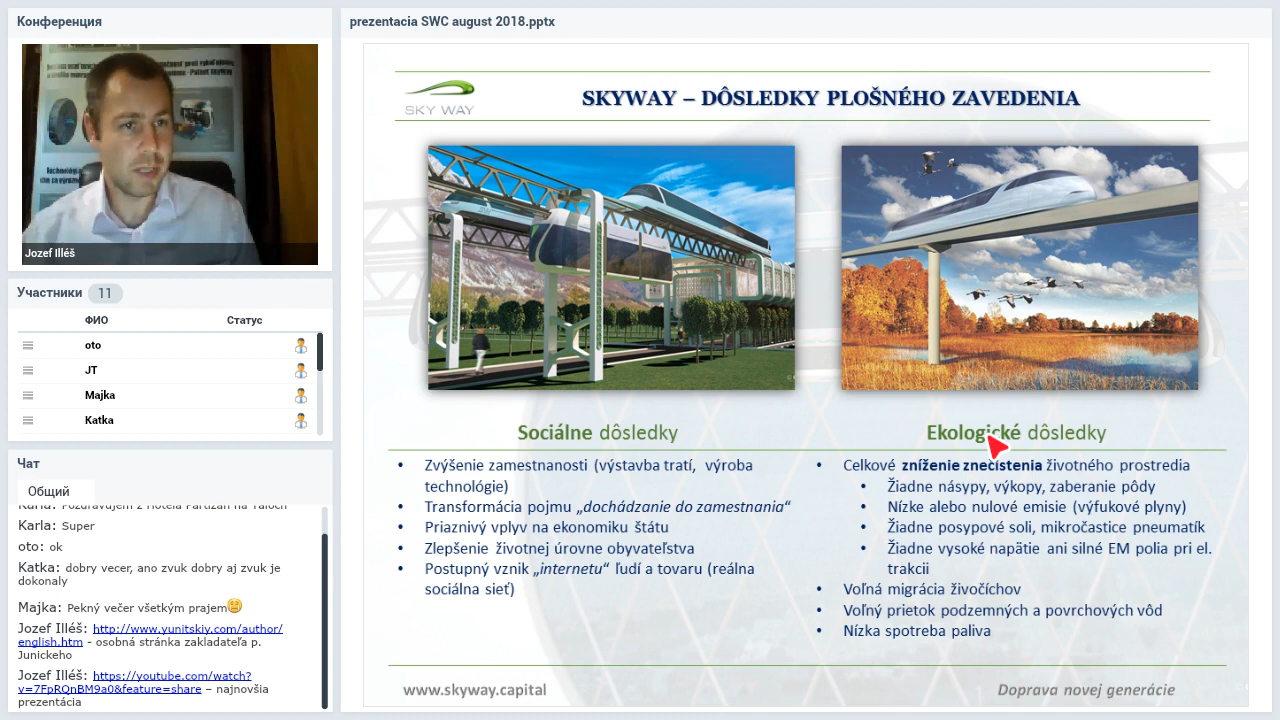 Конференция
Jozef Illéš
Участники 11
ФИО Статус
oto
JT
Majka
Katka
Чат
Общий
Karla: Pozdravujem z Hotela Partizán na Táľoch
Karla: Super
oto: ok
Katka: dobry vecer, ano zvuk dobry aj zvuk je
dokonaly
Majka: Pekný večer všetkým prajem
Jozef Illéš: http://www.yunitskiy.com/author/
english.htm - osobná stránka zakladateľa p.
Junickeho
Jozef Illéš: https://youtube.com/watch?
v=7FpRQnBM9a0&feature=share – najnovšia
prezentácia
prezentacia SWC august 2018.pptx
SKY WAY
SKYWAY – DÔSLEDKY PLOŠNÉHO ZAVEDENIA
Sociálne dôsledky
• Zvýšenie zamestnanosti (výstavba tratí, výroba
technológie)
• Transformácia pojmu „dochádzanie do zamestnania“
• Priaznivý vplyv na ekonomiku štátu
• Zlepšenie životnej úrovne obyvateľstva
• Postupný vznik „internetu“ ľudí a tovaru (reálna
sociálna sieť)
Ekologické dôsledky
• Celkové zníženie znečistenia životného prostredia
• Žiadne násypy, výkopy, zaberanie pôdy
• Nízke alebo nulové emisie (výfukové plyny)
• Žiadne posypové soli, mikročastice pneumatík
• Žiadne vysoké napätie ani silné EM polia pri el.
trakcii
• Voľná migrácia živočíchov
• Voľný prietok podzemných a povrchových vôd
• Nízka spotreba paliva
www.skyway.capital
Doprava novej generácie